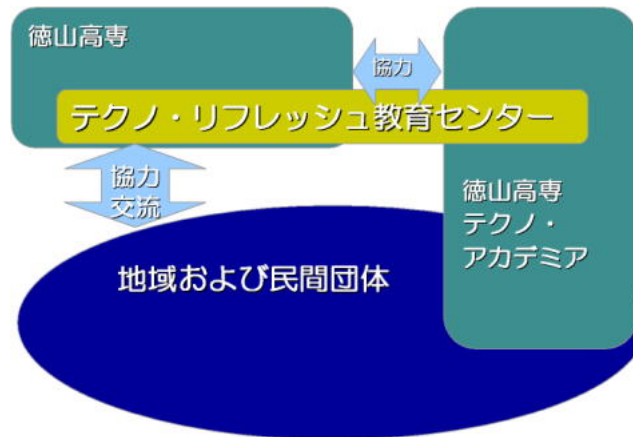 徳山高専
協力
テクノ・リフレッシュ教育センター
協力
交流
徳山高専
テクノ・
アカデミア
地域および民間団体